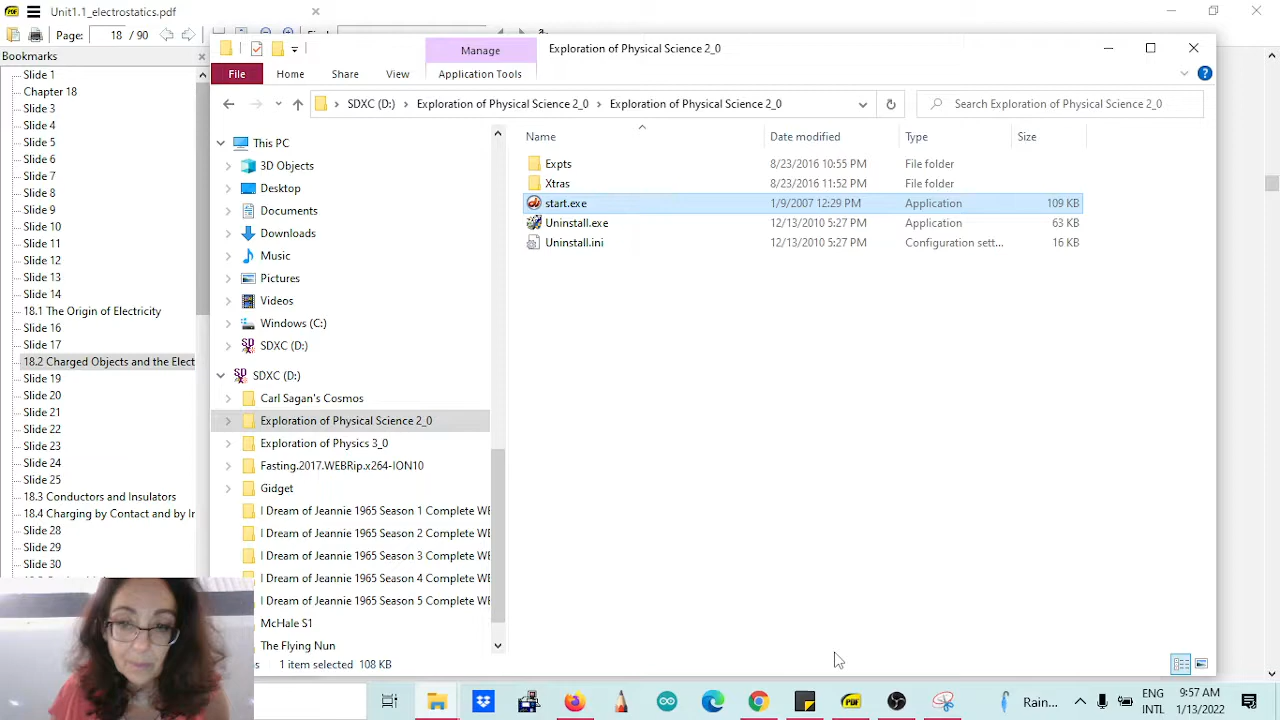 Unit1.1_electrostatics.pdf
Page: 18 / 90
Bookmarks
Slide 1
Chapter 18
Slide 3
Slide 4
Slide 5
Slide 6
Slide 7
Slide 8
Slide 9
Slide 10
Slide 11
Slide 12
Slide 13
Slide 14
18.1 The Origin of Electricity
Slide 16
Slide 17
18.2 Charged Objects and the Elect
Slide 19
Slide 20
Slide 21
Slide 22
Slide 23
Slide 24
Slide 25
18.3 Conductors and Insulators
18.4 Charging by Contact and by In
Slide 28
Slide 29
Slide 30
Manage
Exploration of Physical Science 2_0
File Home Share View Application Tools
SDXC (D:) Exploration of Physical Science 2_0 Exploration of Physical Science 2_0
Search Exploration of Physical Science 2_0
This PC
3D Objects
Desktop
Documents
Downloads
Music
Pictures
Videos
Windows (C:)
SDXC (D:)
SDXC (D:)
Carl Sagan's Cosmos
Exploration of Physical Science 2_0
Exploration of Physics 3_0
Fasting.2017.WEBRip.x264-ION10
Gidget
I Dream of Jeannie 1965 Season 1 Complete WE
I Dream of Jeannie 1965 Season 2 Complete WE
I Dream of Jeannie 1965 Season 3 Complete WE
I Dream of Jeannie 1965 Season 4 Complete WE
I Dream of Jeannie 1965 Season 5 Complete WE
McHale S1
The Flying Nun
Name Date modified Type Size
Expts 8/23/2016 10:55 PM File folder
Xtras 8/23/2016 11:52 PM File folder
start.exe 1/9/2007 12:29 PM Application 109 KB
Uninstall.exe 12/13/2010 5:27 PM Application 63 KB
Uninstall.ini 12/13/2010 5:27 PM Configuration sett... 16 KB
1 item selected 108 KB
Rain...
ENG
INTL
9:57 AM
1/13/2022